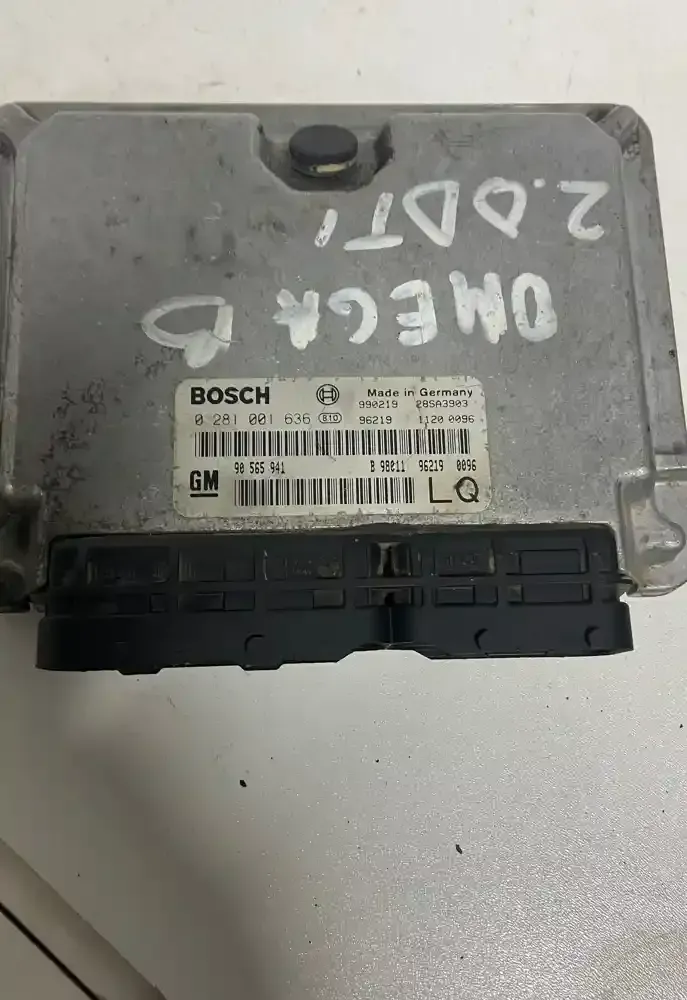 OMEGA B
2.0DTI
BOSCH Made in Germany
990219 28SA3903
0 281 001 636 810 96219 1120 0096
90 565 941 B 98011 96219 0096
GM LQ